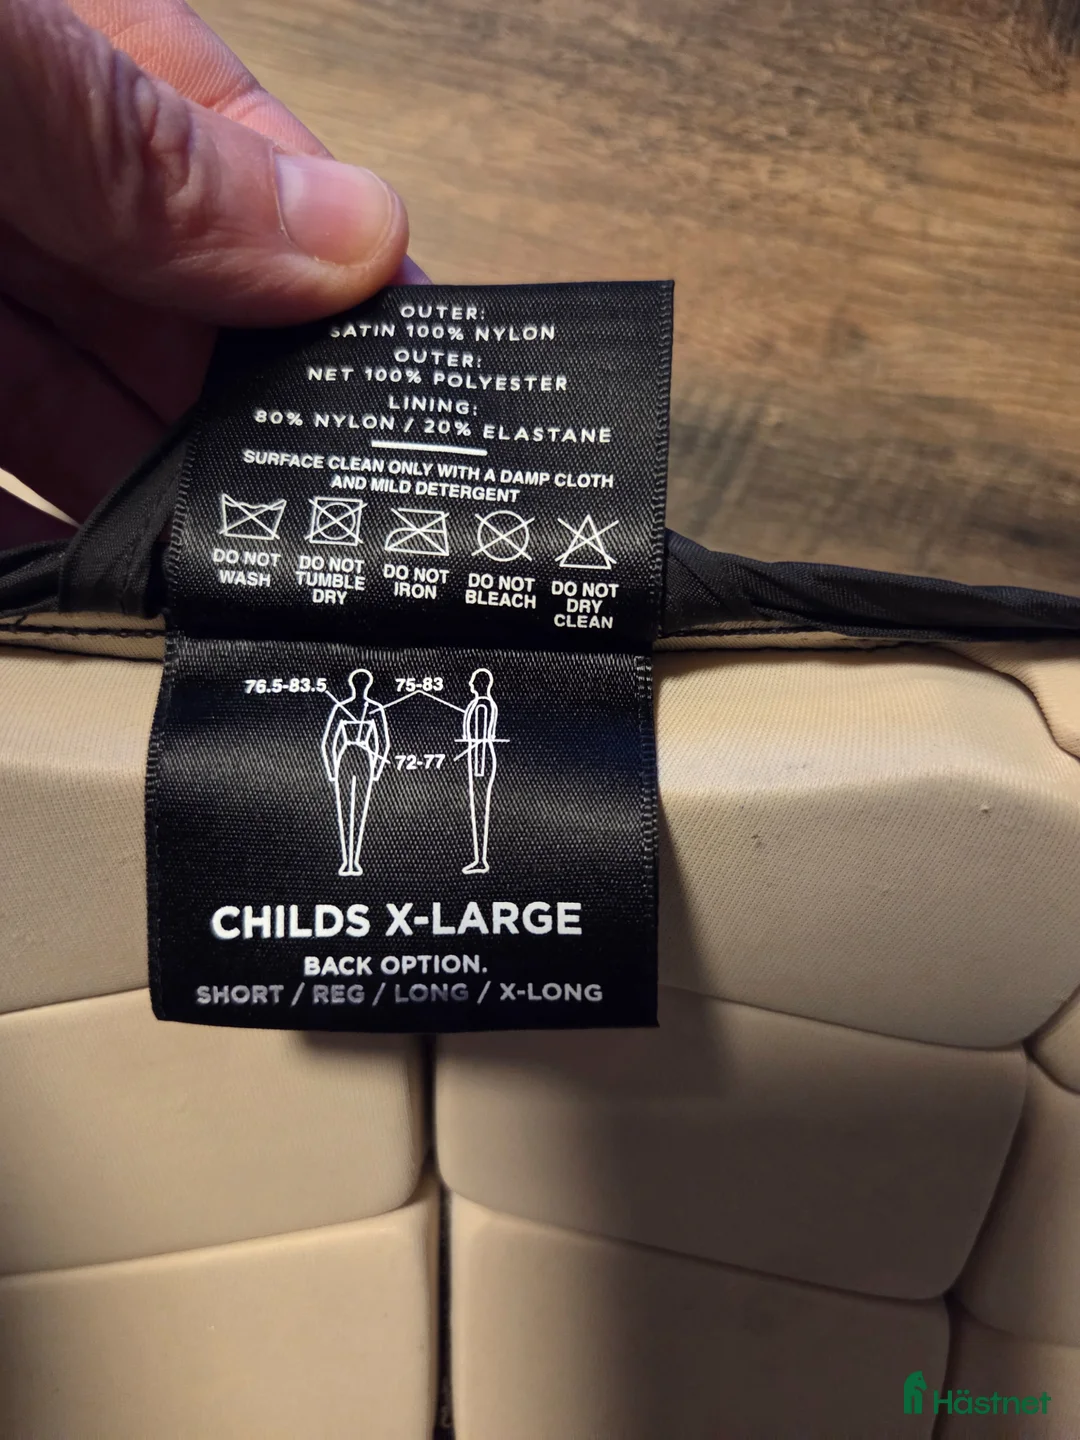 OUTER:
SATIN 100% NYLON
OUTER:
NET 100% POLYESTER
LINING:
80% NYLON / 20% ELASTANE
SURFACE CLEAN ONLY WITH A DAMP CLOTH
AND MILD DETERGENT
DO NOT
WASH
DO NOT
TUMBLE
DRY
DO NOT
IRON
DO NOT
BLEACH
DO NOT
DRY
CLEAN
76.5-83.5
75-83
72-77
CHILDS X-LARGE
BACK OPTION.
SHORT / REG / LONG / X-LONG
Hästnet